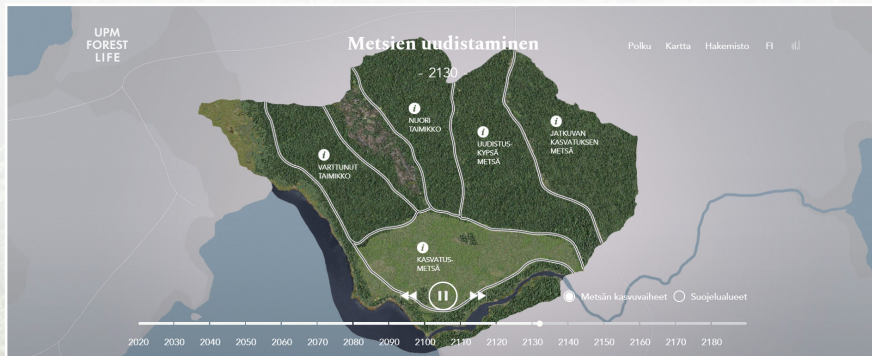 UPM
FOREST
LIFE
Metsien uudistaminen
- 2130
Polku Kartta Hakemisto FI
NUORI
TAIMIKKO
UUDISTUS-
KYPSÄ
METSÄ
JATKUVAN
KASVATUKSEN
METSÄ
VARTTUNUT
TAIMIKKO
KASVATUS-
METSÄ
Metsän kasvuvaiheet Suojelualueet
2020 2030 2040 2050 2060 2070 2080 2090 2100 2110 2120 2130 2140 2150 2160 2170 2180